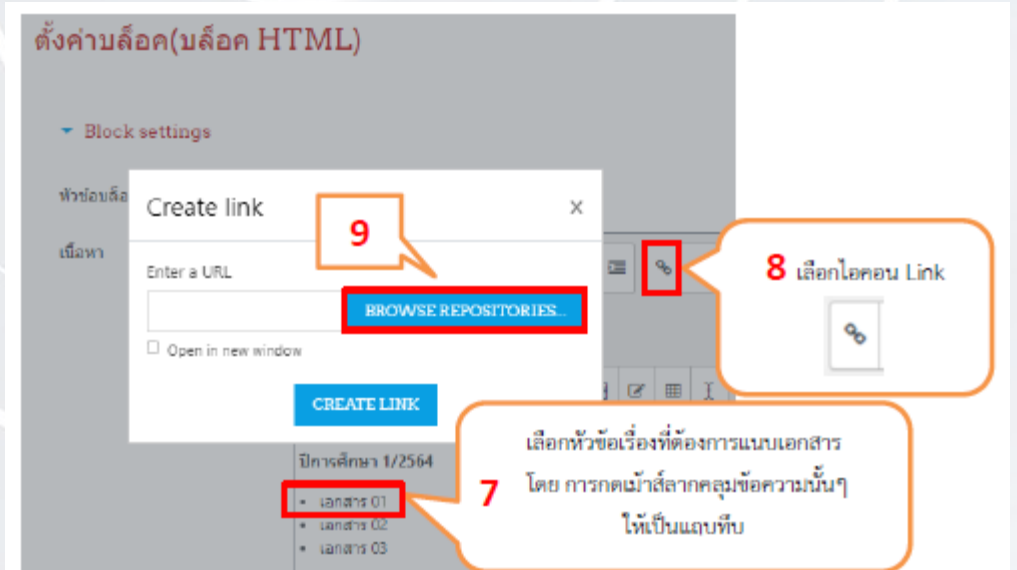 ตั้งค่าบล็อค(บล็อค HTML)
Block settings
หัวข้อบล็อ
Create link
×
9
เนื้อหา
Enter a URL
8 เลือกไอคอน Link
BROWSE REPOSITORIES...
Open in new window
CREATE LINK
เลือกหัวข้อเรื่องที่ต้องการแนบเอกสาร
ปีการศึกษา 1/2564
7 โดย การกดเม้าส์ลากคลุมข้อความนั้นๆ
เอกสาร 01
ให้เป็นแถบทึบ
เอกสาร 02
เอกสาร 03